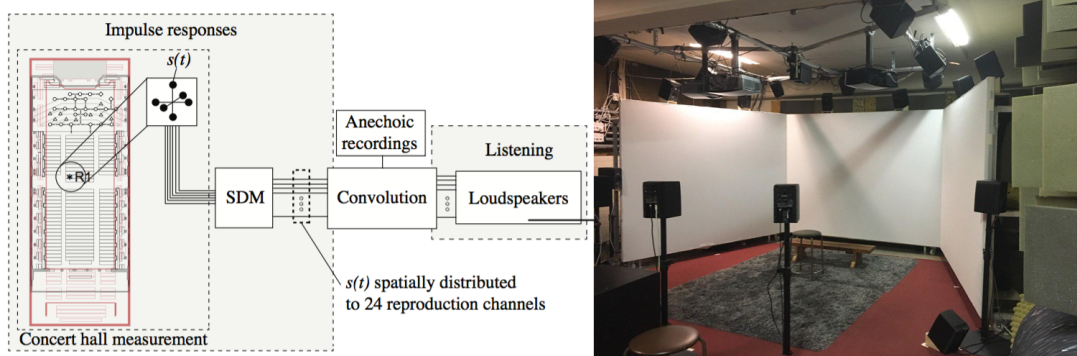 Impulse responses
s(t)
R1
Anechoic
recordings
Listening
SDM
Convolution
Loudspeakers
s(t) spatially distributed
to 24 reproduction channels
Concert hall measurement